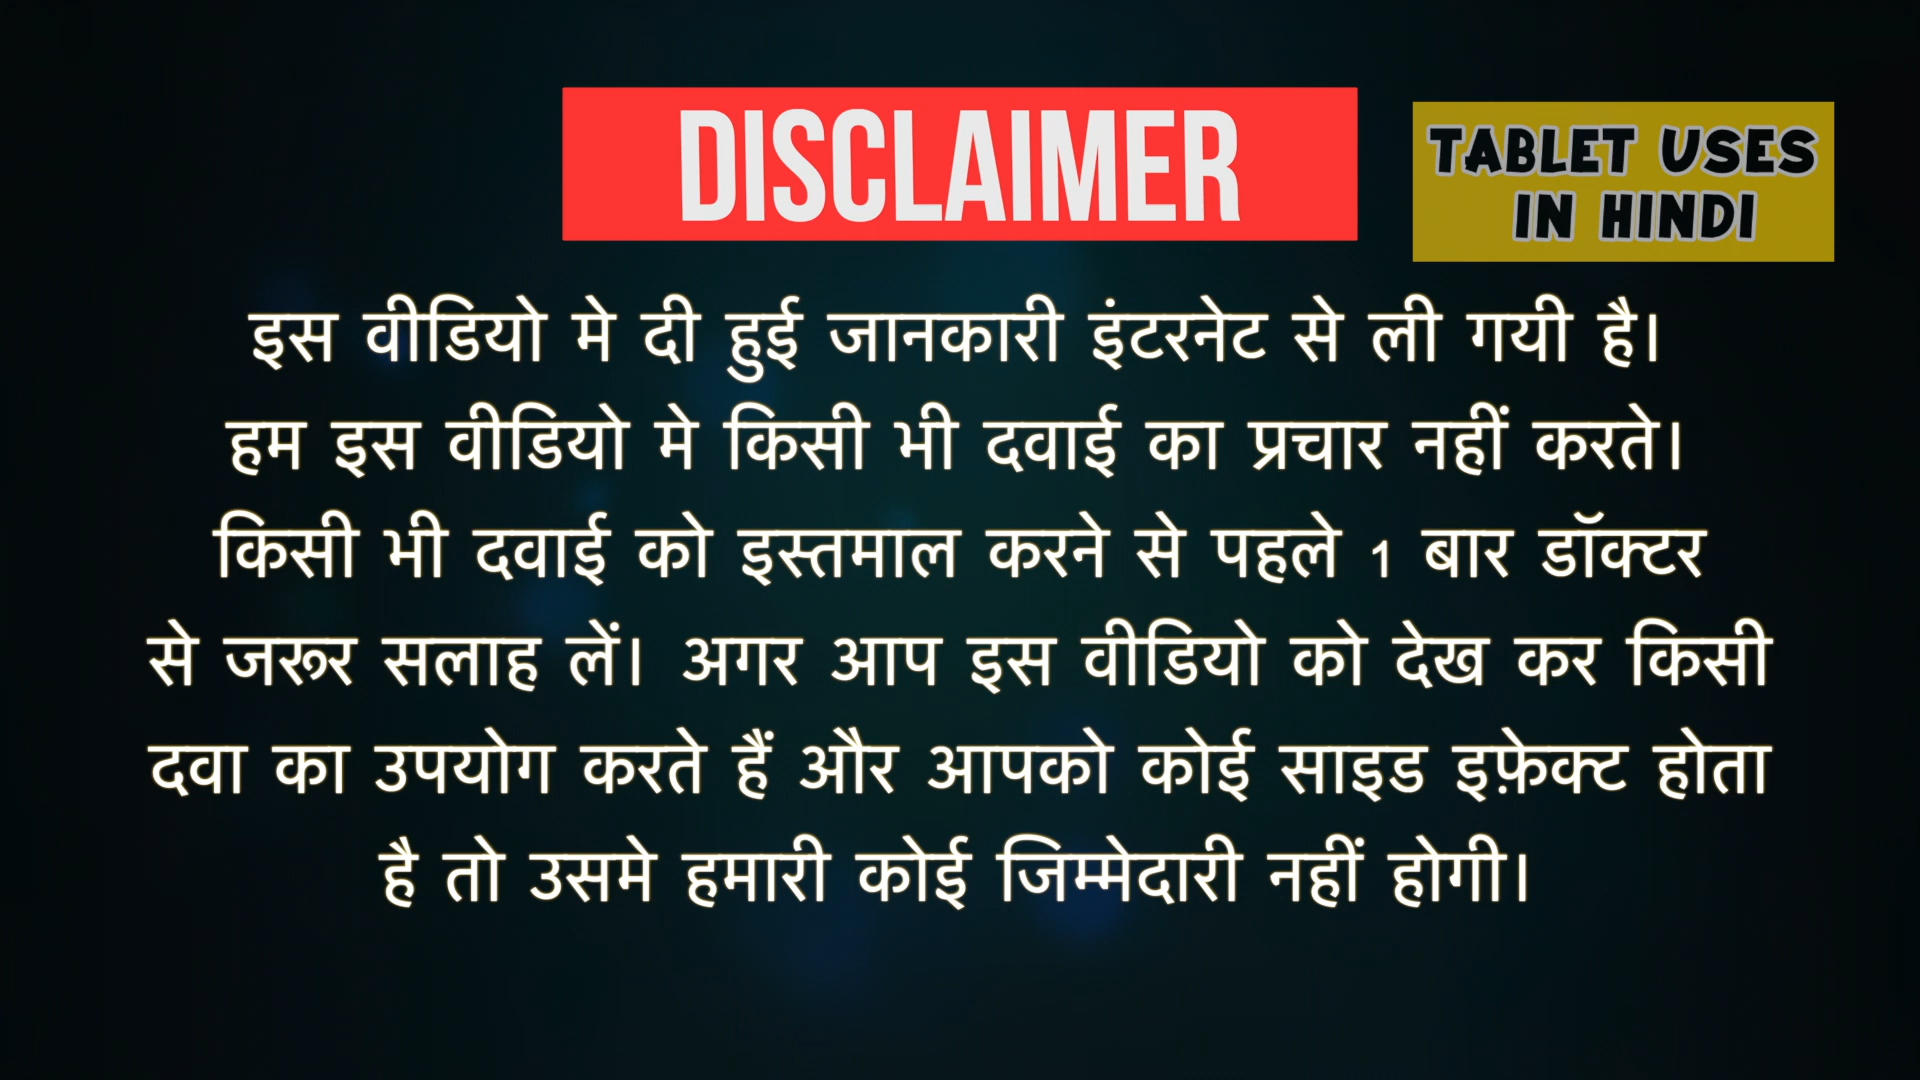 DISCLAIMER
TABLET USES
IN HINDI
इस वीडियो मे दी हुई जानकारी इंटरनेट से ली गयी है।
हम इस वीडियो मे किसी भी दवाई का प्रचार नहीं करते।
किसी भी दवाई को इस्तमाल करने से पहले 1 बार डॉक्टर
से जरूर सलाह लें। अगर आप इस वीडियो को देख कर किसी
दवा का उपयोग करते हैं और आपको कोई साइड इफ़ेक्ट होता
है तो उसमे हमारी कोई जिम्मेदारी नहीं होगी।